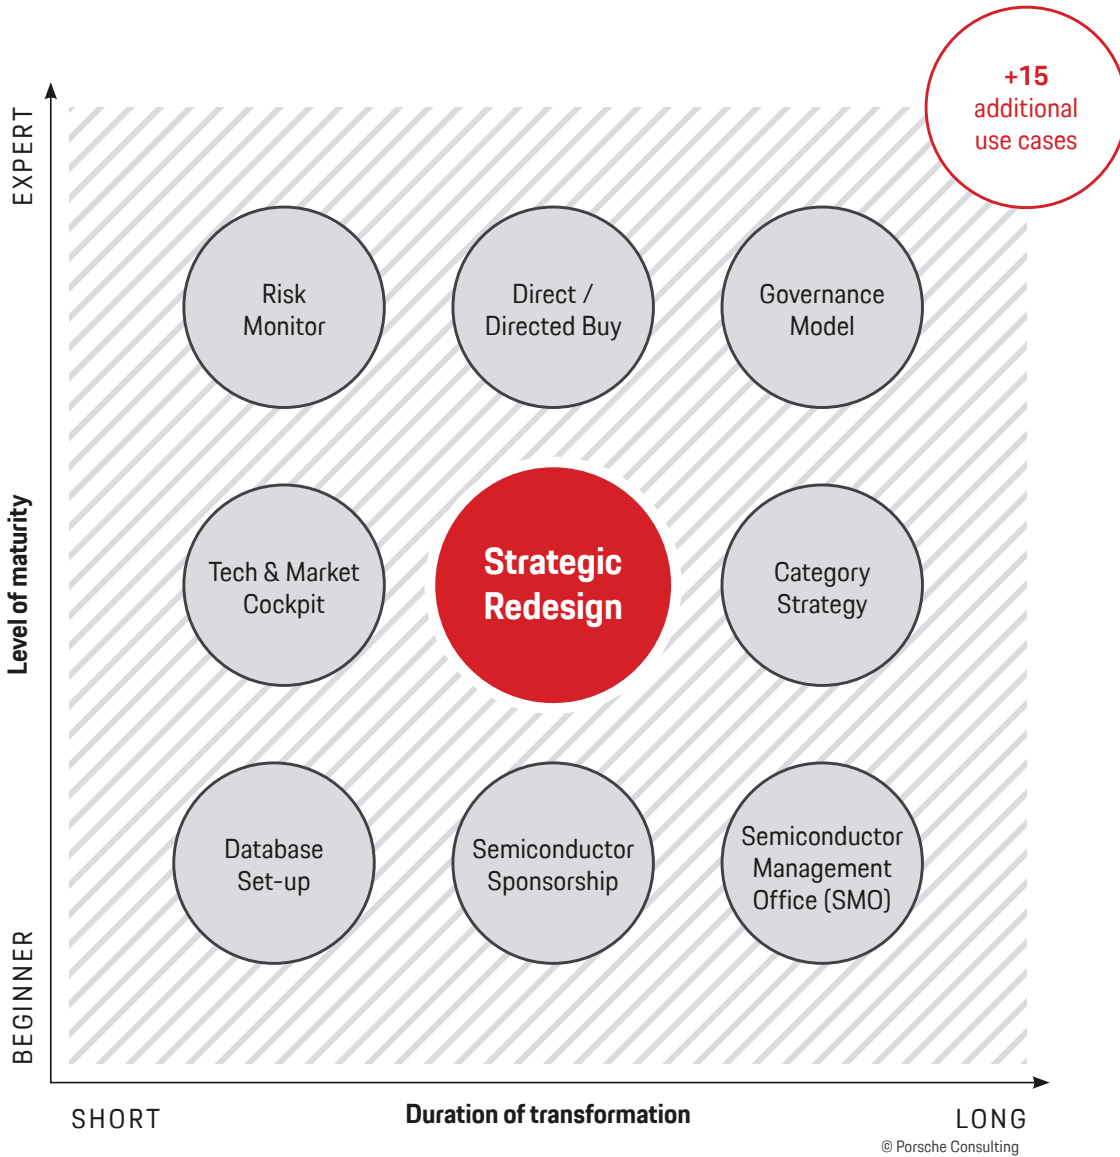 +15
additional
use cases
EXPERT
Risk
Monitor
Direct /
Directed Buy
Governance
Model
Level of maturity
Tech & Market
Cockpit
Strategic
Redesign
Category
Strategy
Database
Set-up
Semiconductor
Sponsorship
Semiconductor
Management
Office (SMO)
BEGINNER
SHORT
Duration of transformation
LONG
© Porsche Consulting